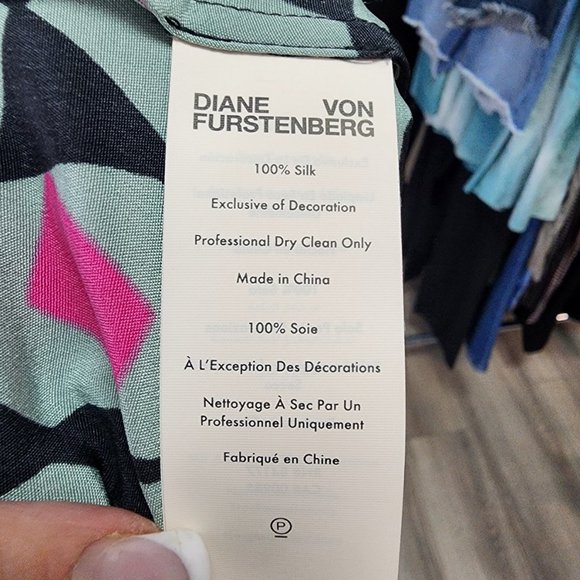 DIANE VON
FURSTENBERG
100% Silk
Exclusive of Decoration
Professional Dry Clean Only
Made in China
100% Soie
À L'Exception Des Décorations
Nettoyage À Sec Par Un
Professionnel Uniquement
Fabriqué en Chine
P